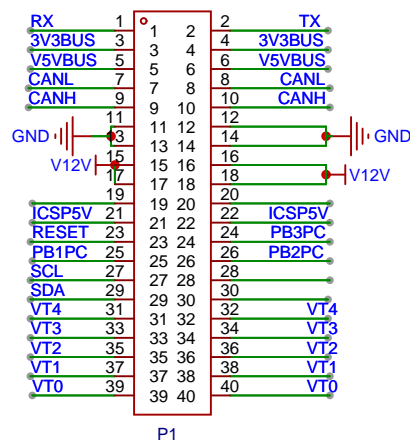 RX 1 1 2 2 TX
3V3BUS 3 3 4 4 3V3BUS
V5VBUS 5 5 6 6 V5VBUS
CANL 7 7 8 8 CANL
CANH 9 9 10 10 CANH
11 11 12 12
GND 13 13 14 14 GND
V12V 15 15 16 16 V12V
17 17 18 18
19 19 20 20
ICSP5V 21 21 22 22 ICSP5V
RESET 23 23 24 24 PB3PC
PB1PC 25 25 26 26 PB2PC
SCL 27 27 28 28
SDA 29 29 30 30
VT4 31 31 32 32 VT4
VT3 33 33 34 34 VT3
VT2 35 35 36 36 VT2
VT1 37 37 38 38 VT1
VT0 39 39 40 40 VT0
P1